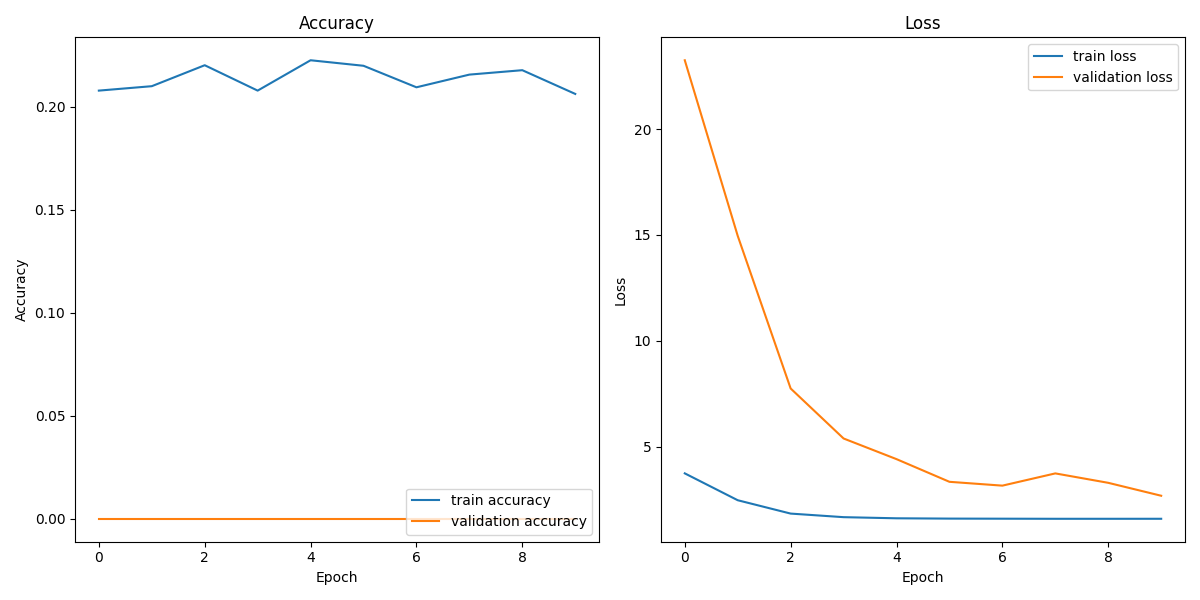 Accuracy
Accuracy
0.20
0.15
0.10
0.05
0.00
train accuracy
validation accuracy
0 2 4 6 8
Epoch
Loss
Loss
20
15
10
5
train loss
validation loss
0 2 4 6 8
Epoch